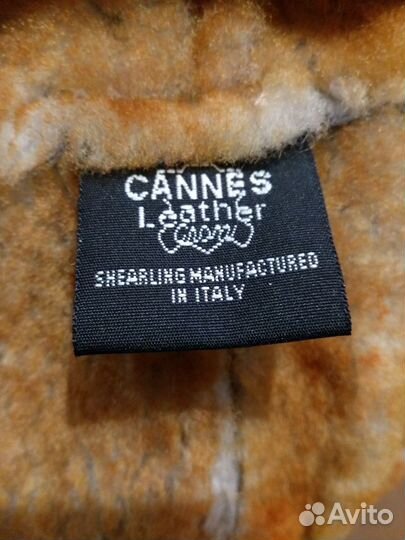 CANNES
Leather
SHEARLING MANUFACTURED
IN ITALY
Avito